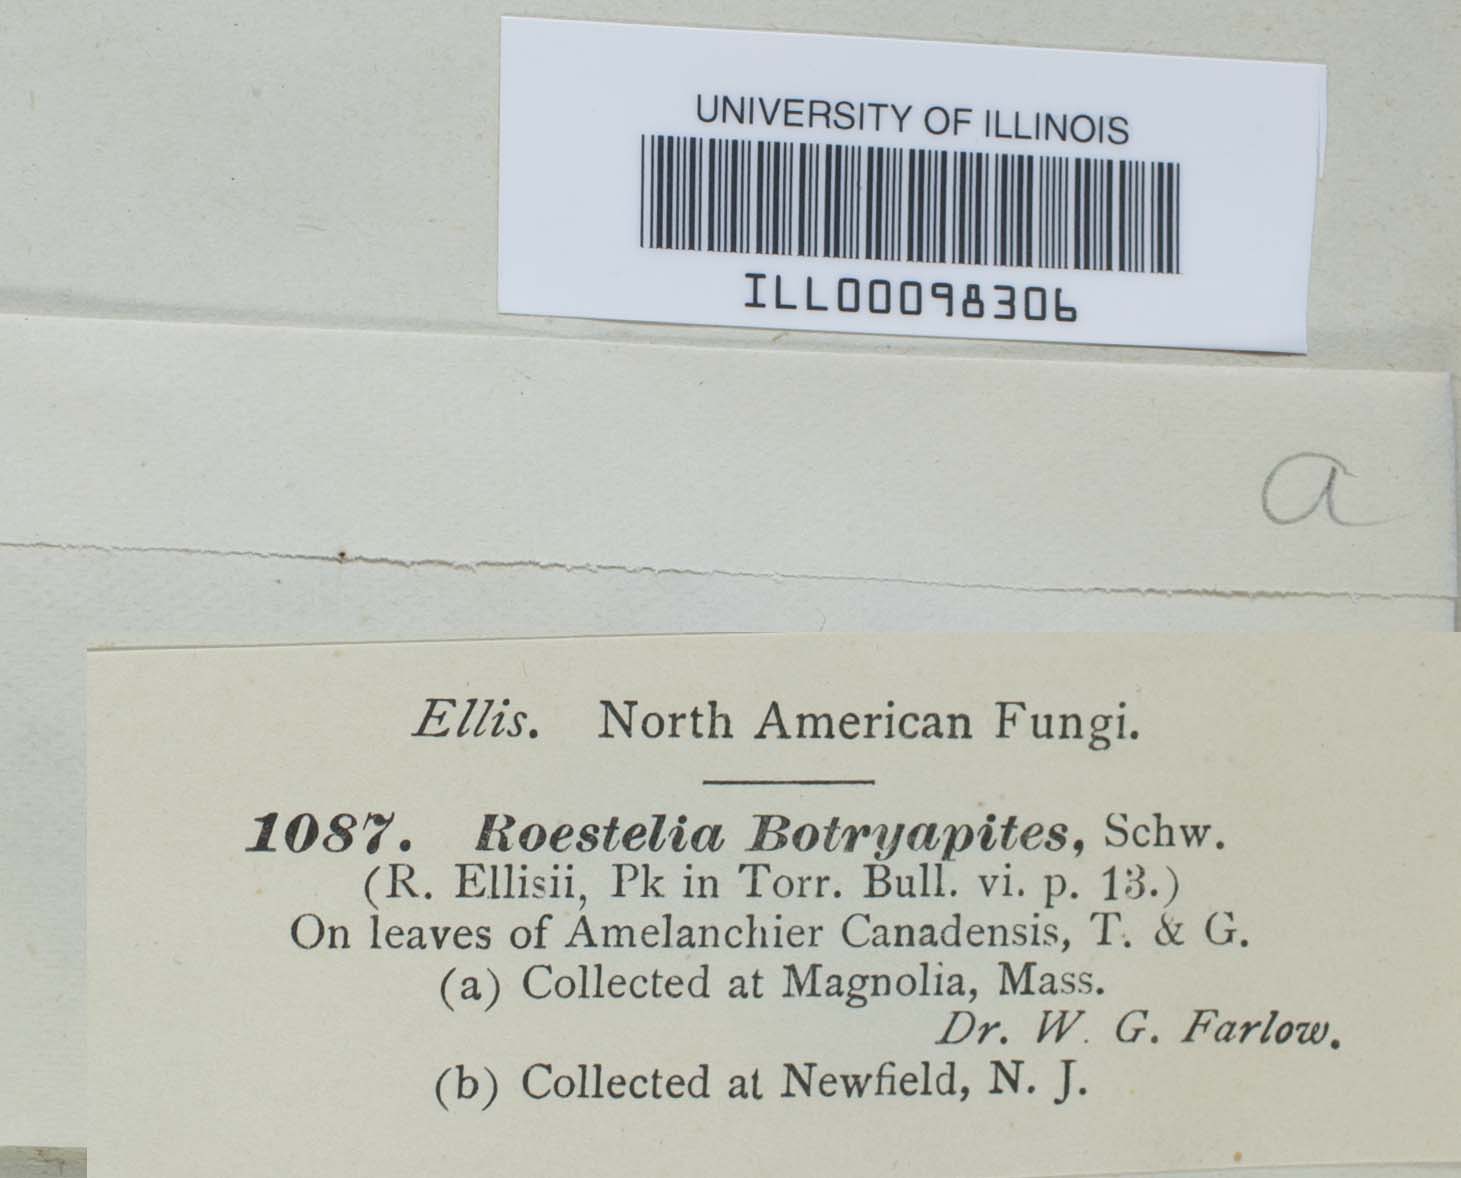 UNIVERSITY OF ILLINOIS
ILL00098306
a
Ellis. North American Fungi.
1087. Roestelia Botryapites, Schw.
(R. Ellisii, Pk in Torr. Bull. vi. p. 13.)
On leaves of Amelanchier Canadensis, T. & G.
(a) Collected at Magnolia, Mass.
Dr. W. G. Farlow.
(b) Collected at Newfield, N. J.